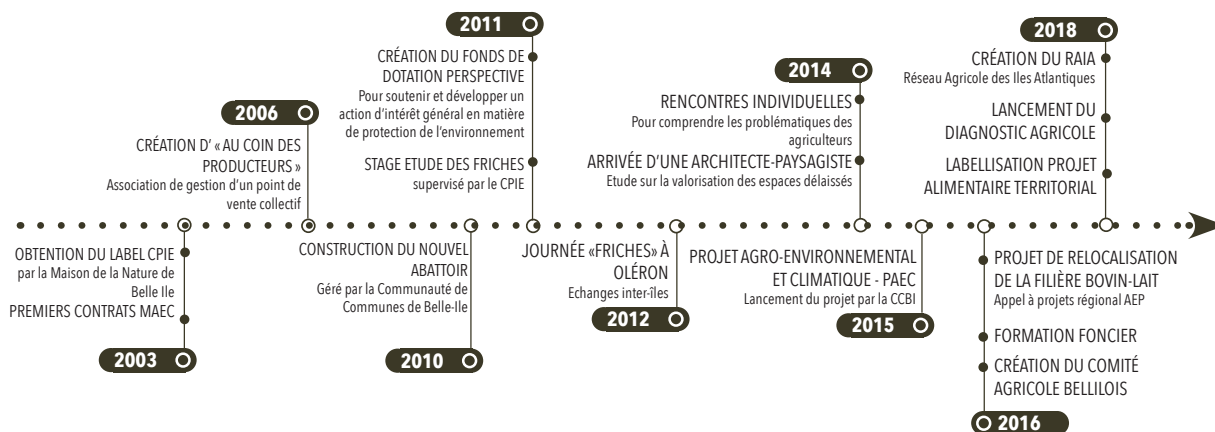 2003
OBTENTION DU LABEL CPIE
par la Maison de la Nature de
Belle Ile
PREMIERS CONTRATS MAEC
2006
CRÉATION D' « AU COIN DES
PRODUCTEURS »
Association de gestion d'un point de
vente collectif
2010
CONSTRUCTION DU NOUVEL
ABATTOIR
Géré par la Communauté de
Communes de Belle-Ile
2011
CRÉATION DU FONDS DE
DOTATION PERSPECTIVE
Pour soutenir et développer un
action d'intérêt général en matière
de protection de l'environnement
STAGE ETUDE DES FRICHES
supervisé par le CPIE
2012
JOURNÉE «FRICHES» À
OLÉRON
Echanges inter-îles
2014
RENCONTRES INDIVIDUELLES
Pour comprendre les problématiques des
agriculteurs
ARRIVÉE D'UNE ARCHITECTE-PAYSAGISTE
Etude sur la valorisation des espaces délaissés
2015
PROJET AGRO-ENVIRONNEMENTAL
ET CLIMATIQUE - PAEC
Lancement du projet par la CCBI
2016
PROJET DE RELOCALISATION
DE LA FILIÈRE BOVIN-LAIT
Appel à projets régional AEP
FORMATION FONCIER
CRÉATION DU COMITÉ
AGRICOLE BELLILOIS
2018
CRÉATION DU RAIA
Réseau Agricole des Iles Atlantiques
LANCEMENT DU
DIAGNOSTIC AGRICOLE
LABELLISATION PROJET
ALIMENTAIRE TERRITORIAL